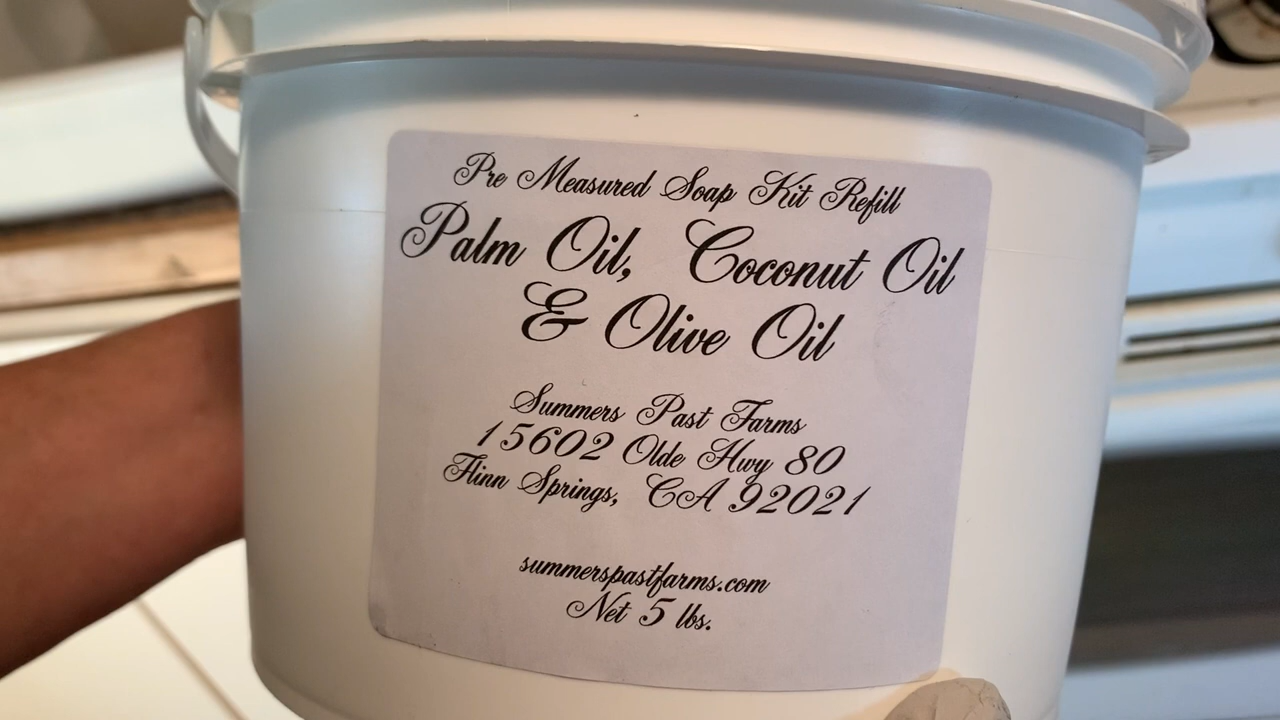 Pre Measured Soap Kit Refill
Palm Oil, Coconut Oil
& Olive Oil
Summers Past Farms
15602 Olde Hwy 80
Flinn Springs, CA 92021
summerspastfarms.com
Net 5 lbs.